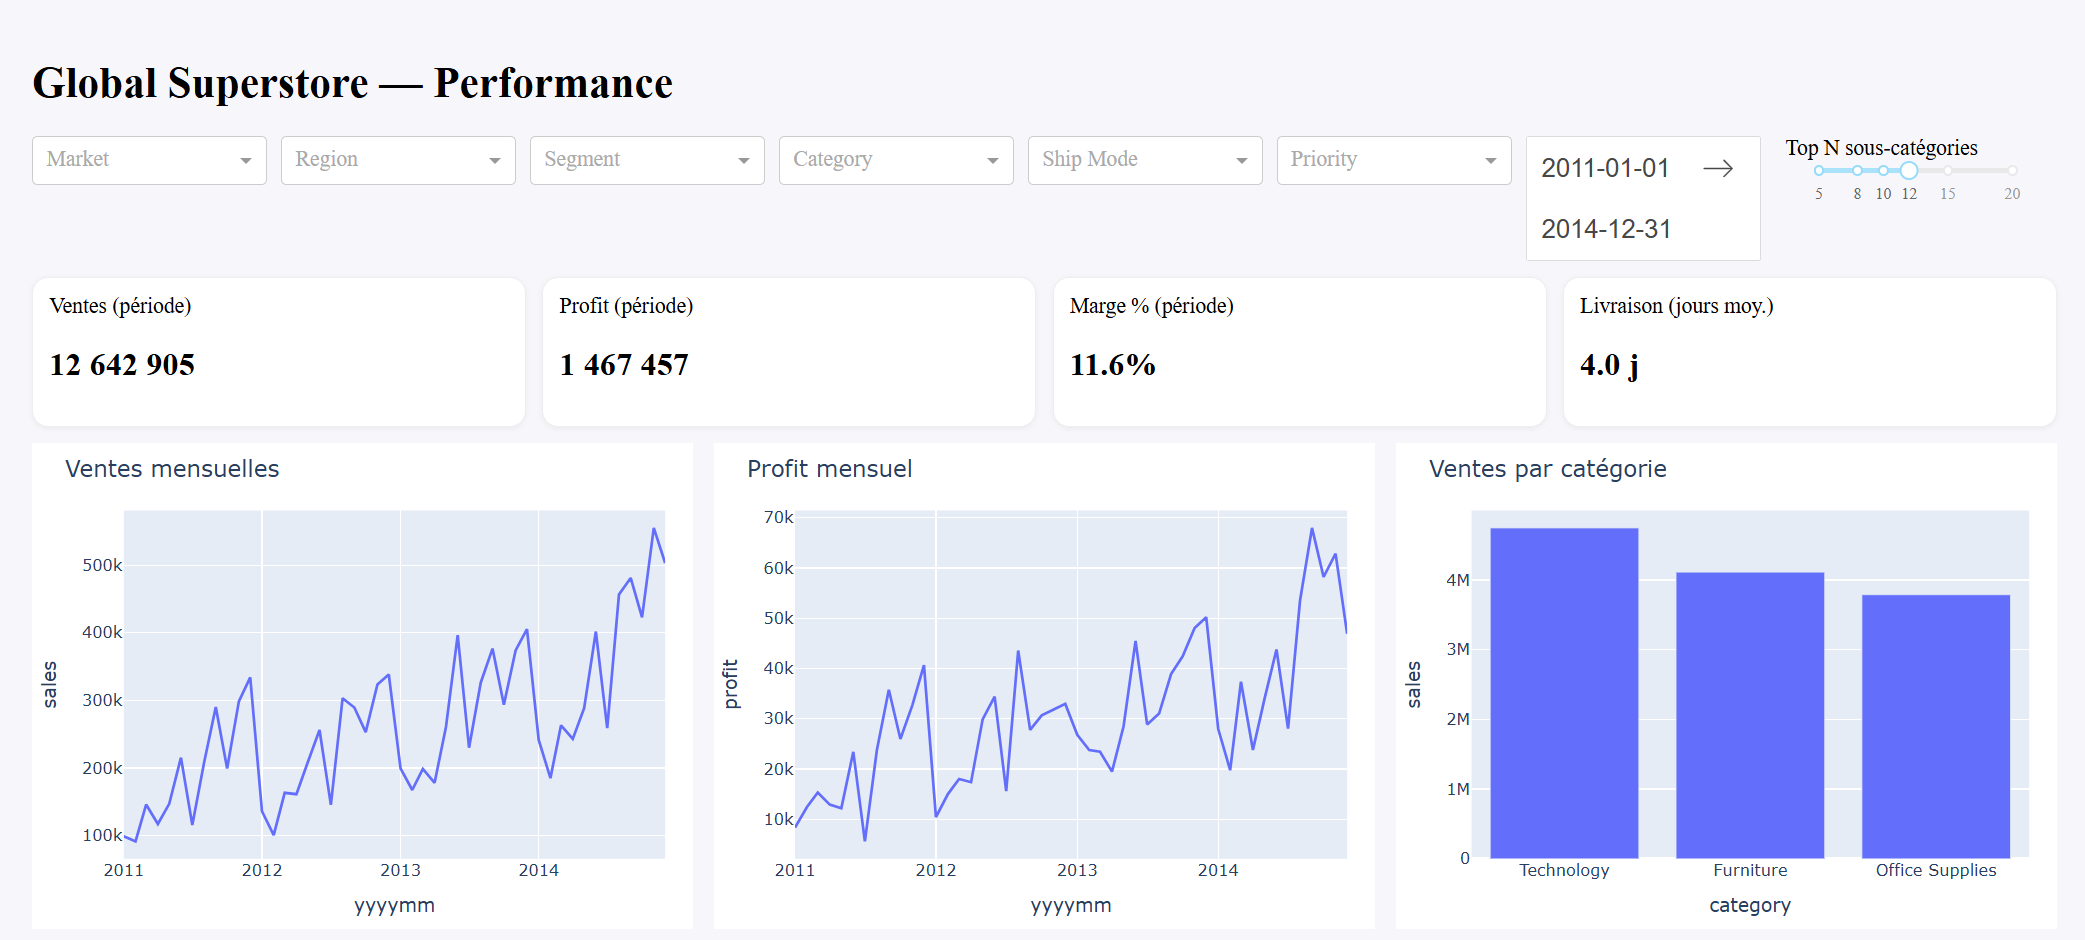 Global Superstore — Performance
Market
Region
Segment
Category
Ship Mode
Priority
2011-01-01
2014-12-31
Top N sous-catégories
5 8 10 12 15 20
Ventes (période)
12 642 905
Profit (période)
1 467 457
Marge % (période)
11.6%
Livraison (jours moy.)
4.0 j
Ventes mensuelles
500k
400k
300k
200k
100k
sales
2011 2012 2013 2014
yyyymm
Profit mensuel
70k
60k
50k
40k
30k
20k
10k
profit
2011 2012 2013 2014
yyyymm
Ventes par catégorie
4M
3M
2M
1M
0
sales
Technology Furniture Office Supplies
category